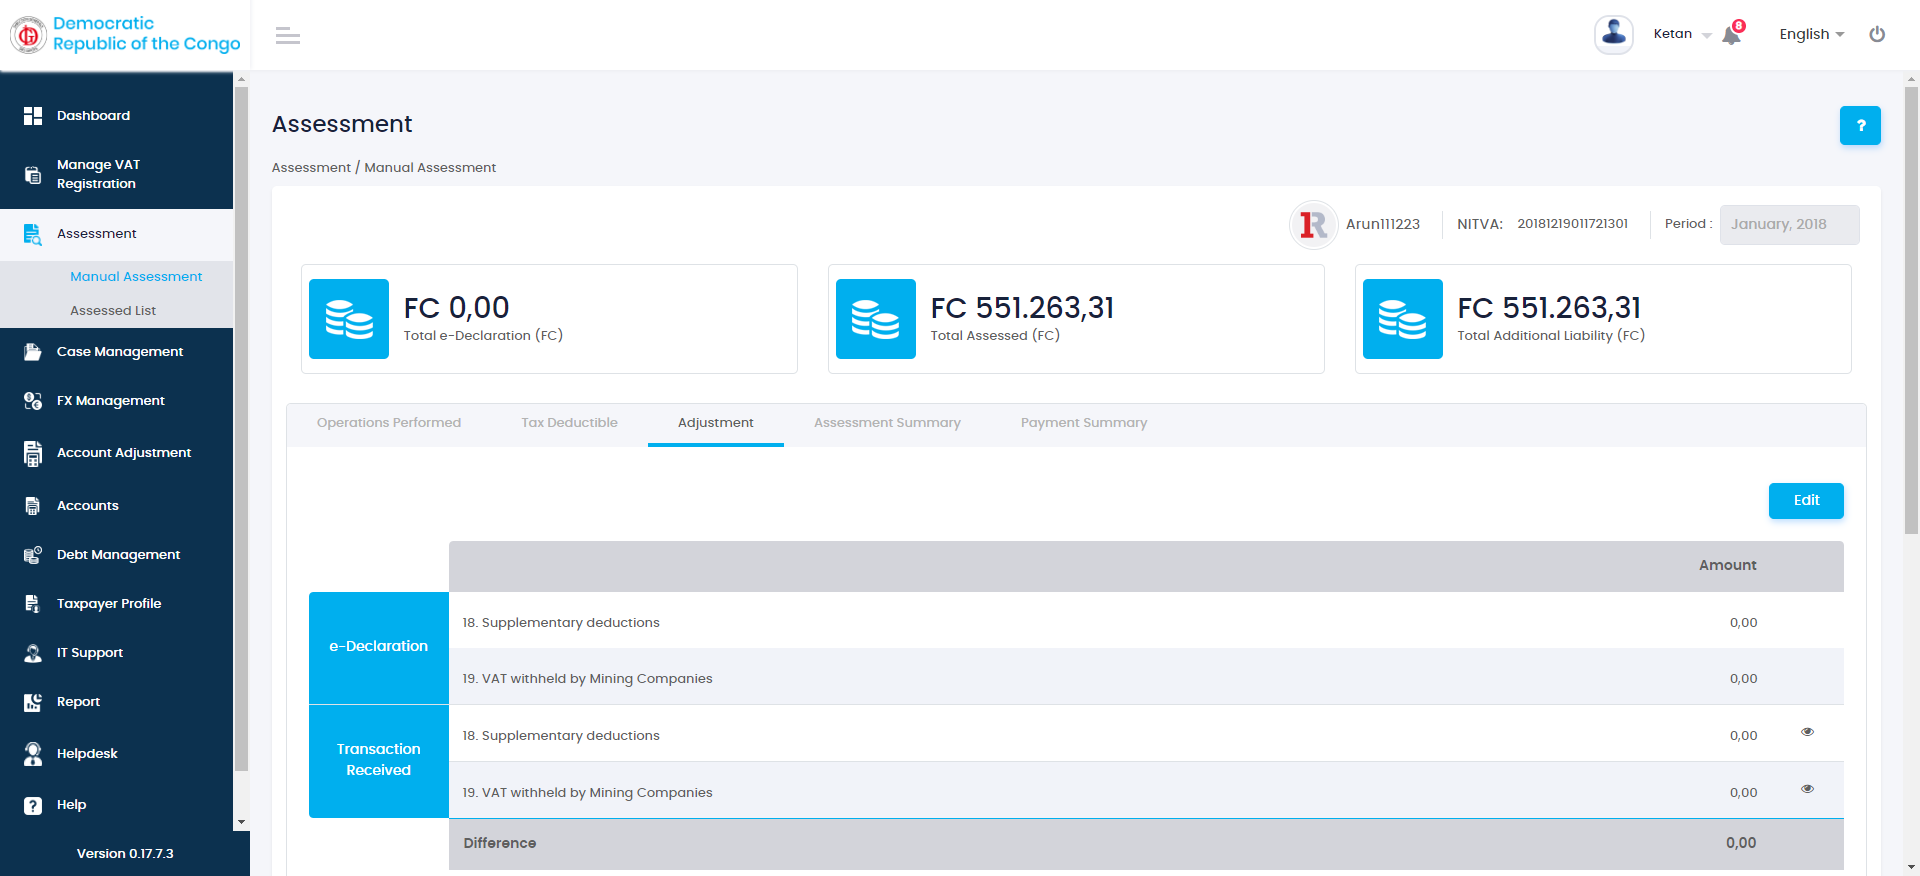 Democratic
Republic of the Congo
Ketan
8
English
Dashboard
Manage VAT
Registration
Assessment
Manual Assessment
Assessed List
Case Management
FX Management
Account Adjustment
Accounts
Debt Management
Taxpayer Profile
IT Support
Report
Helpdesk
Help
Version 0.17.7.3
Assessment
?
Assessment / Manual Assessment
Arun111223
NITVA: 20181219011721301
Period : January, 2018
FC 0,00
Total e-Declaration (FC)
FC 551.263,31
Total Assessed (FC)
FC 551.263,31
Total Additional Liability (FC)
Operations Performed Tax Deductible Adjustment Assessment Summary Payment Summary
Edit
Amount
e-Declaration
18. Supplementary deductions 0,00
19. VAT withheld by Mining Companies 0,00
Transaction
Received
18. Supplementary deductions 0,00
19. VAT withheld by Mining Companies 0,00
Difference 0,00